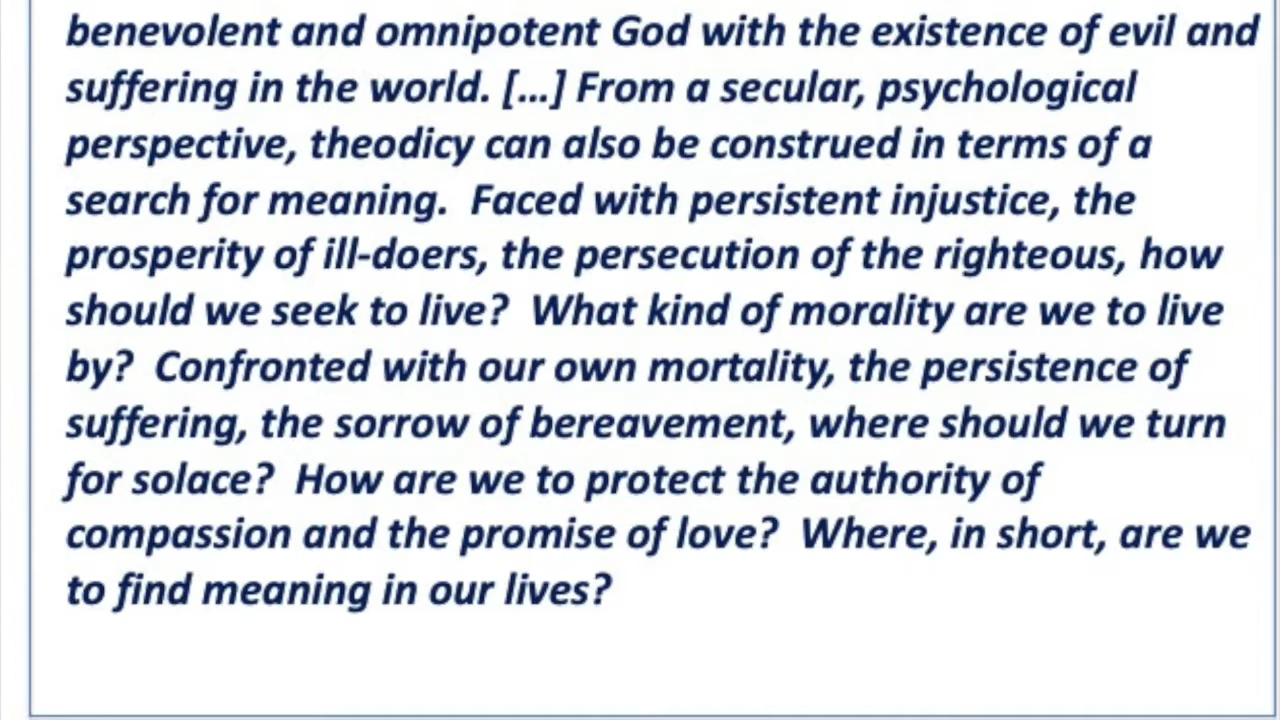 benevolent and omnipotent God with the existence of evil and
suffering in the world. [...] From a secular, psychological
perspective, theodicy can also be construed in terms of a
search for meaning.  Faced with persistent injustice, the
prosperity of ill-doers, the persecution of the righteous, how
should we seek to live?  What kind of morality are we to live
by?  Confronted with our own mortality, the persistence of
suffering, the sorrow of bereavement, where should we turn
for solace?  How are we to protect the authority of
compassion and the promise of love?  Where, in short, are we
to find meaning in our lives?